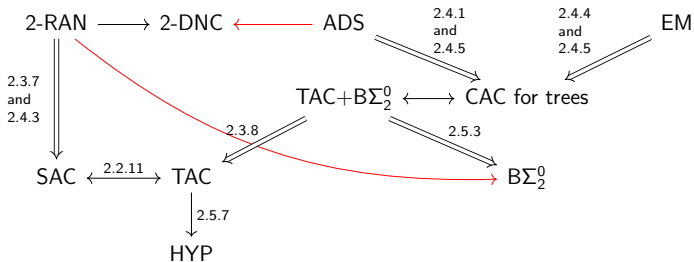 2-RAN 2-DNC ADS EM
2.4.1
and
2.4.5
2.4.4
and
2.4.5
2.3.7
and
2.4.3
TAC+BΣ⁰₂ CAC for trees
2.3.8 2.5.3
SAC 2.2.11 TAC BΣ⁰₂
2.5.7
HYP